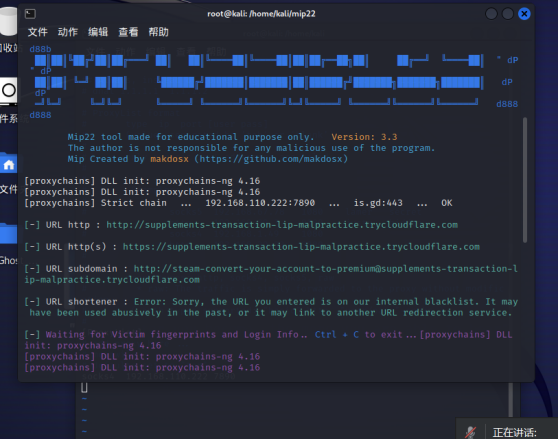 root@kali: /home/kali/mip22
文件 动作 编辑 查看 帮助
d88b
" dP
" dP
dP
dP
d888
d888
Mip22 tool made for educational purpose only. Version: 3.3
The author is not responsible for any malicious use of the program.
Mip Created by makdosx (https://github.com/makdosx)
[proxychains] DLL init: proxychains-ng 4.16
[proxychains] DLL init: proxychains-ng 4.16
[proxychains] Strict chain ... 192.168.110.222:7890 ... is.gd:443 ... OK
[-] URL http : http://supplements-transaction-lip-malpractice.trycloudflare.com
[-] URL http(s) : https://supplements-transaction-lip-malpractice.trycloudflare.com
[-] URL subdomain : http://steam-convert-your-account-to-premium@supplements-transaction-l
ip-malpractice.trycloudflare.com
[-] URL shortener : Error: Sorry, the URL you entered is on our internal blacklist. It may
have been used abusively in the past, or it may link to another URL redirection service.
[-] Waiting for Victim fingerprints and Login Info.. Ctrl + C to exit...[proxychains] DLL
init: proxychains-ng 4.16
[proxychains] DLL init: proxychains-ng 4.16
[proxychains] DLL init: proxychains-ng 4.16
回收站
文件
Ghos
~
~
~
~
正在讲话: